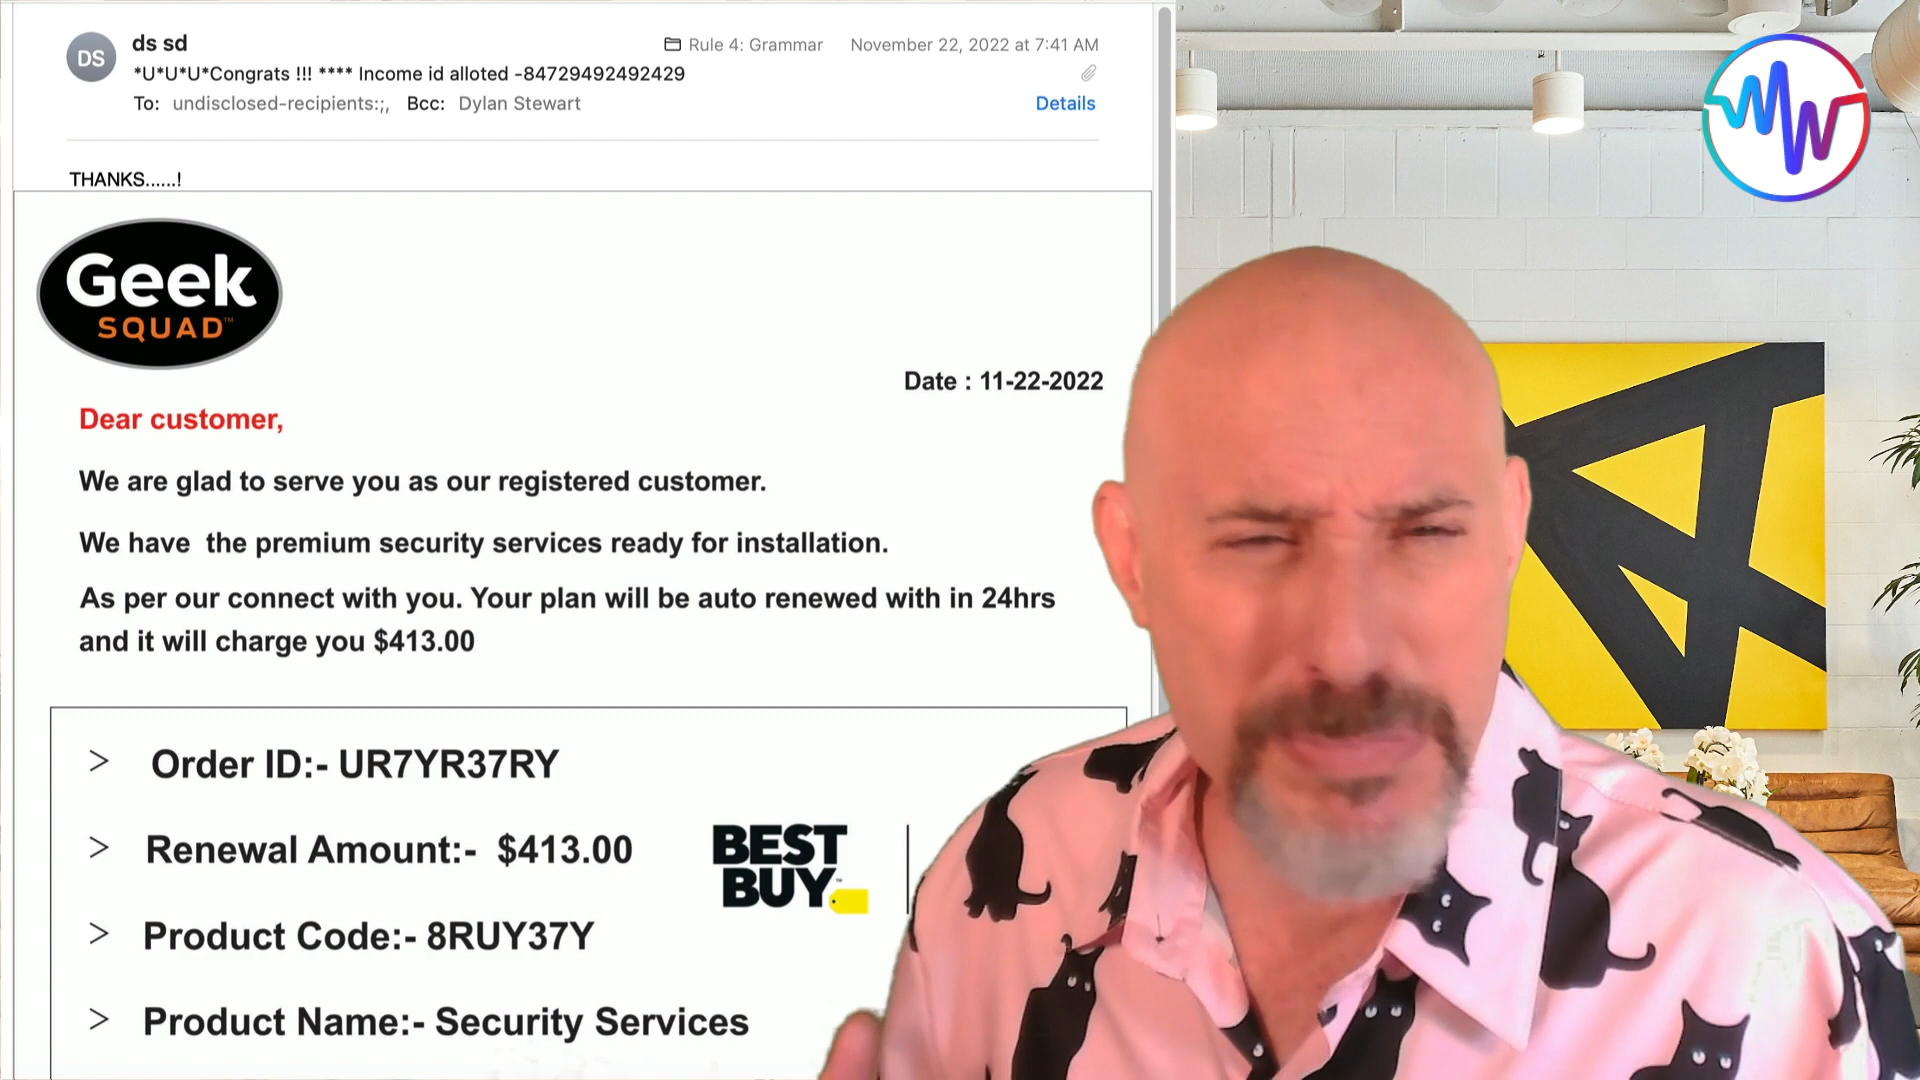 DS
ds sd
Rule 4: Grammar
November 22, 2022 at 7:41 AM
*U*U*U*Congrats !!! **** Income id alloted -84729492492429
To: undisclosed-recipients:;, Bcc: Dylan Stewart
Details
THANKS......!
Geek
SQUAD™
Date : 11-22-2022
Dear customer,
We are glad to serve you as our registered customer.
We have the premium security services ready for installation.
As per our connect with you. Your plan will be auto renewed with in 24hrs
and it will charge you $413.00
> Order ID:- UR7YR37RY
> Renewal Amount:- $413.00
BEST
BUY™
> Product Code:- 8RUY37Y
> Product Name:- Security Services
MW